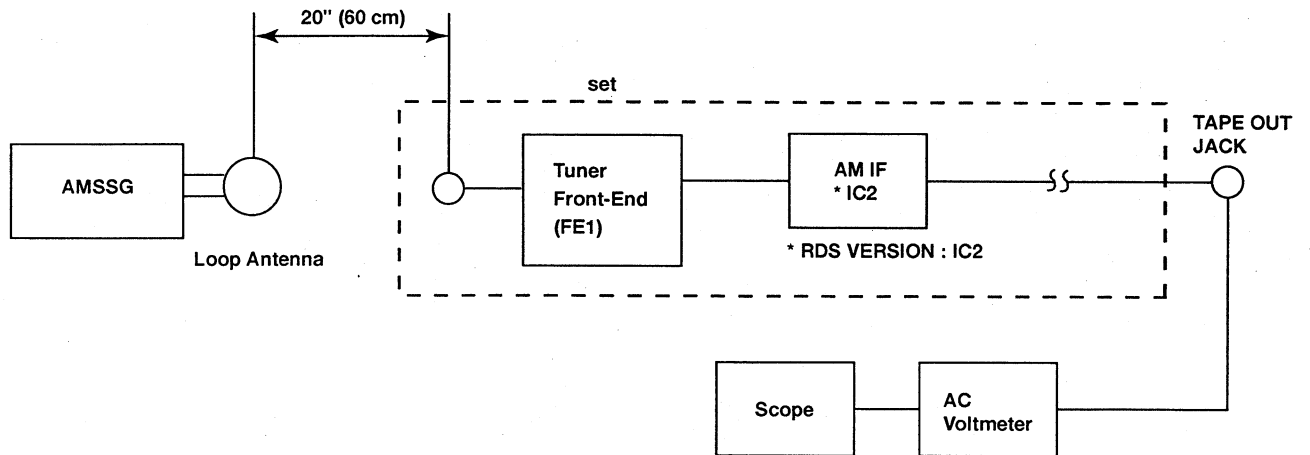 20" (60 cm)
set
TAPE OUT
JACK
AMSSG
Tuner
Front-End
(FE1)
AM IF
* IC2
Loop Antenna
* RDS VERSION : IC2
Scope
AC
Voltmeter